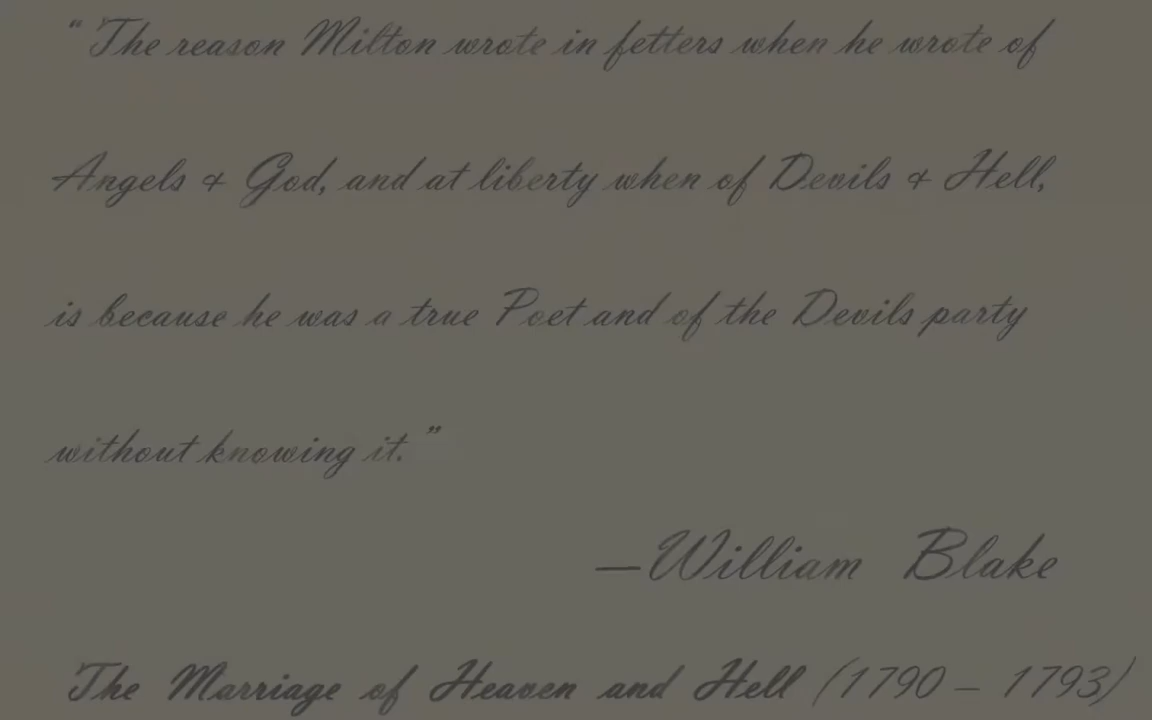 “The reason Milton wrote in fetters when he wrote of
Angels & God, and at liberty when of Devils & Hell,
is because he was a true Poet and of the Devils party
without knowing it.”
—William Blake
The Marriage of Heaven and Hell (1790 – 1793)